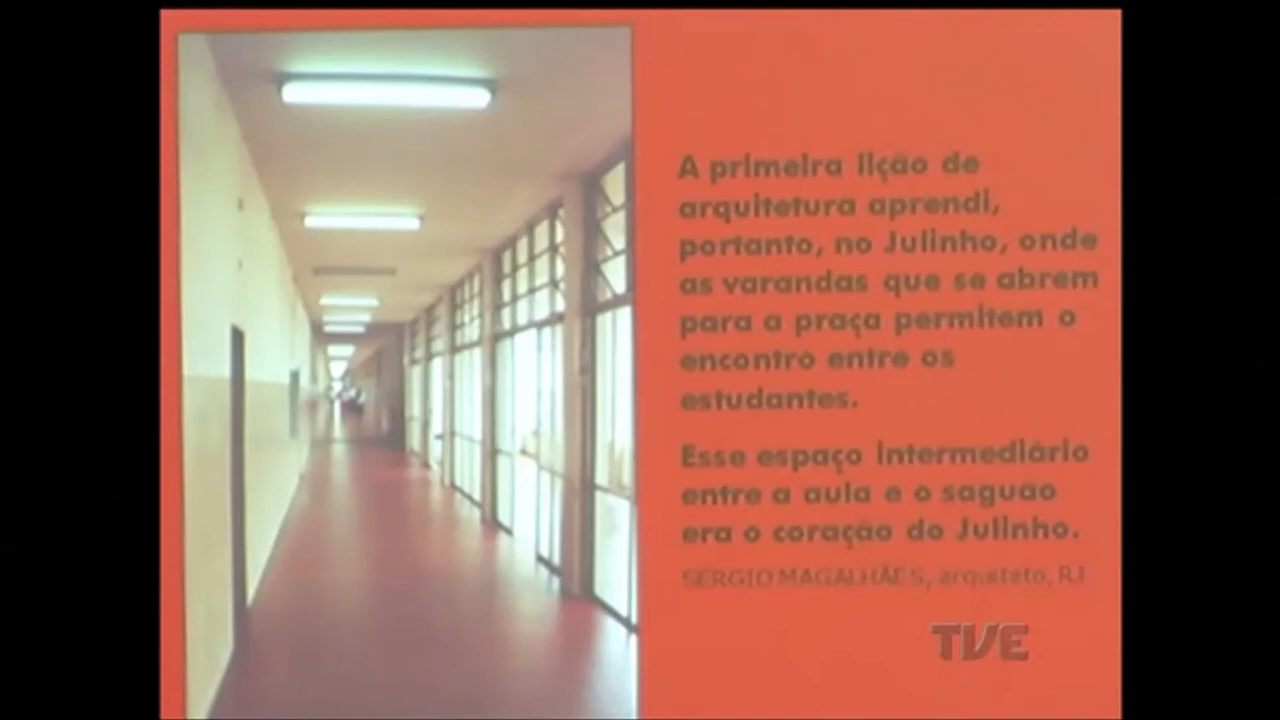 A primeira lição de
arquitetura aprendi,
portanto, no Julinho, onde
as varandas que se abrem
para a praça permitem o
encontro entre os
estudantes.
Esse espaço intermediário
entre a aula e o saguão
era o coração do Julinho.
SERGIO MAGALHÃES, arquiteto, RJ
TVE